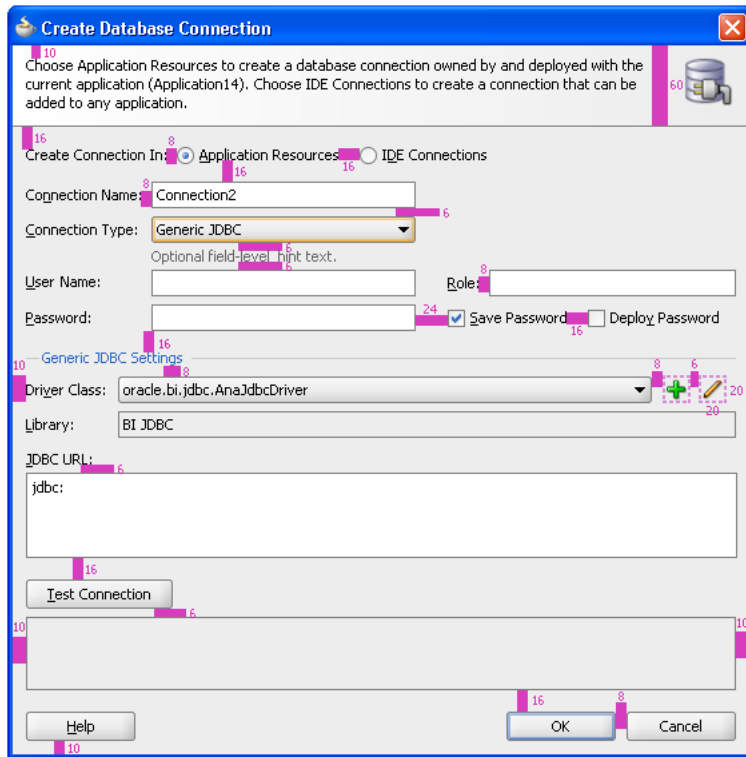 Create Database Connection
10
Choose Application Resources to create a database connection owned by and deployed with the
current application (Application14). Choose IDE Connections to create a connection that can be
added to any application.
60
16
8
Create Connection In: Application Resources IDE Connections
16
16
8
Connection Name: Connection2
6
Connection Type: Generic JDBC
6
Optional field-level hint text.
6
8
User Name: Role:
24
Password: Save Password Deploy Password
16
16
Generic JDBC Settings
10
8
8
6
Driver Class: oracle.bi.jdbc.AnaJdbcDriver
20
20
Library: BI JDBC
JDBC URL:
6
jdbc:
16
Test Connection
6
10
10
16
8
Help OK Cancel
10